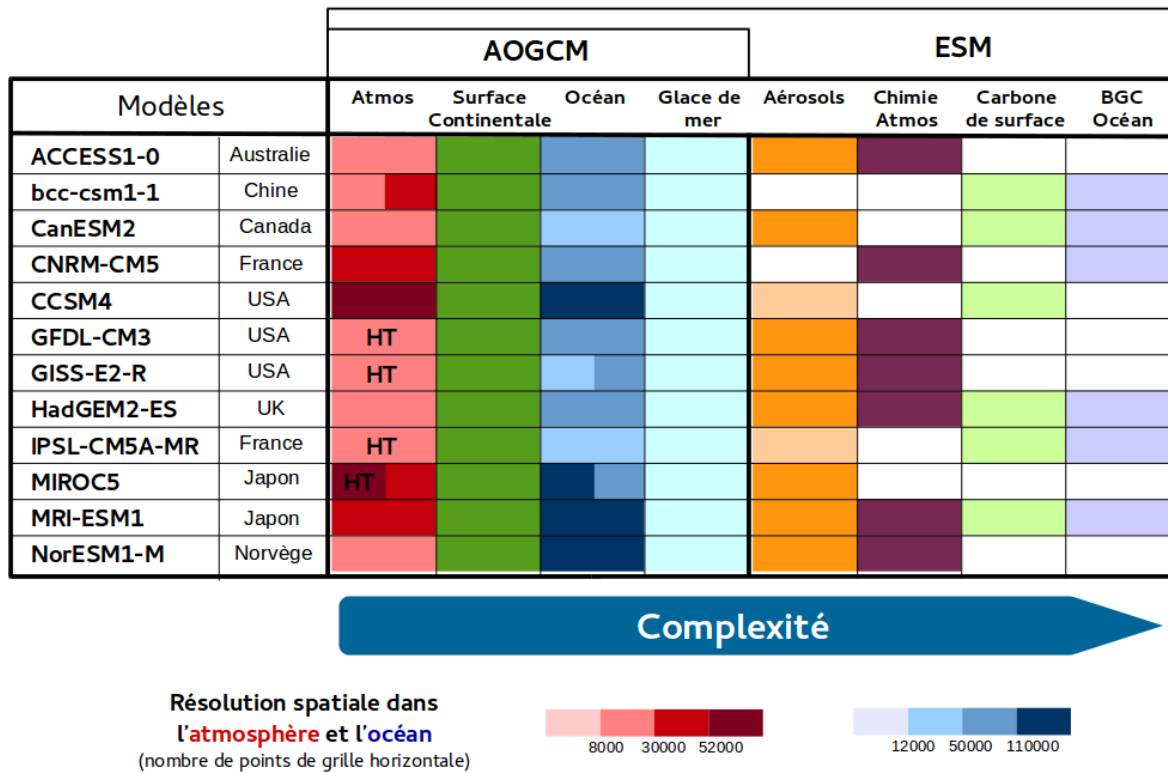 AOGCM ESM
Modèles Atmos Surface Continentale Océan Glace de mer Aérosols Chimie Atmos Carbone de surface BGC Océan
ACCESS1-0 Australie
bcc-csm1-1 Chine
CanESM2 Canada
CNRM-CM5 France
CCSM4 USA
GFDL-CM3 USA HT
GISS-E2-R USA HT
HadGEM2-ES UK
IPSL-CM5A-MR France HT
MIROC5 Japon HT
MRI-ESM1 Japon
NorESM1-M Norvège
Complexité
Résolution spatiale dans
l'atmosphère et l'océan
(nombre de points de grille horizontale)
8000 30000 52000
12000 50000 110000